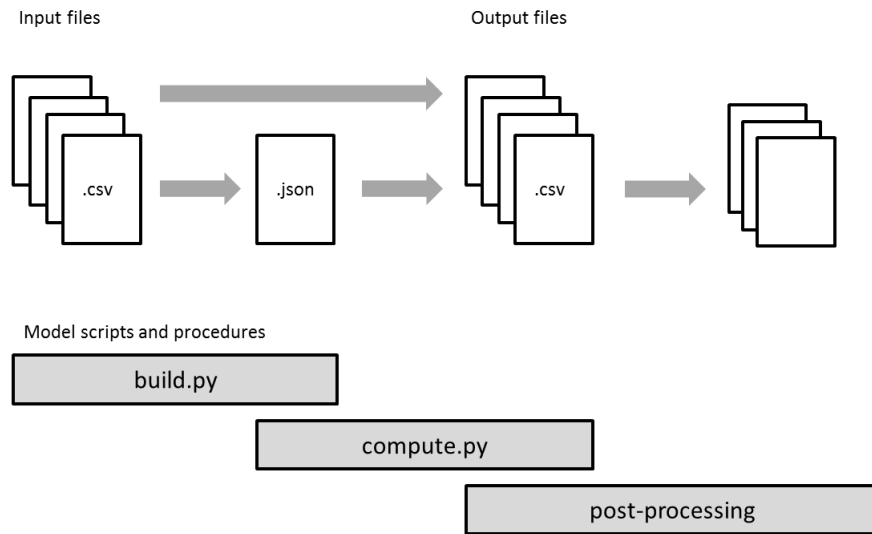 Input files
Output files
.csv
.json
.csv
Model scripts and procedures
build.py
compute.py
post-processing